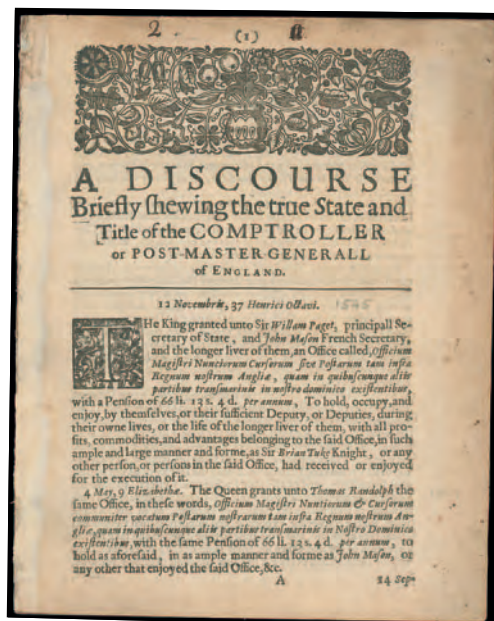 2 (1) a
A DISCOURSE
Briefly ſhewing the true State and
Title of the COMPTROLLER
or POST-MASTER GENERALL
of ENGLAND.
12 Novembris, 37 Henrici Octavi. 1545
THe King granted unto Sir Willam Paget, principall Se-
cretary of State, and John Maſon French Secretary,
and the longer liver of them, an Office called, Officium
Magiſtri Nunciorum Curſorum ſive Poſtarum tam infra
Regnum noſtrum Angliæ, quam in quibuſcunque aliis
partibus tranſmarinis in noſtro dominico exiſtentibus,
with a Penſion of 66 li. 13 s. 4 d. per annum, To hold, occupy, and
enjoy, by themſelves, or their ſufficient Deputy, or Deputies, during
their owne lives, or the life of the longer liver of them, with all pro-
fits, commodities, and advantages belonging to the ſaid Office, in ſuch
ample and large manner and forme, as Sir Brian Tuke Knight, or any
other perſon, or perſons in the ſaid Office, had received or enjoyed
for the execution of it.
4 May, 9 Elizabethæ. The Queen grants unto Thomas Randolph the
ſame Office, in theſe words, Officium Magiſtri Nuntiorum & Curſorum
communiter vocatum Poſtarum noſtrarum tam infra Regnum noſtrum An-
gliæ, quam in quibuſcunque aliis partibus tranſmarinis in Noſtro Dominico
exiſtentibus, with the ſame Penſion of 66 li. 13 s. 4 d. per annum, to
hold as aforeſaid, in as ample manner and forme as John Maſon, or
any other that enjoyed the ſaid Office, &c.
A 24 Sep-